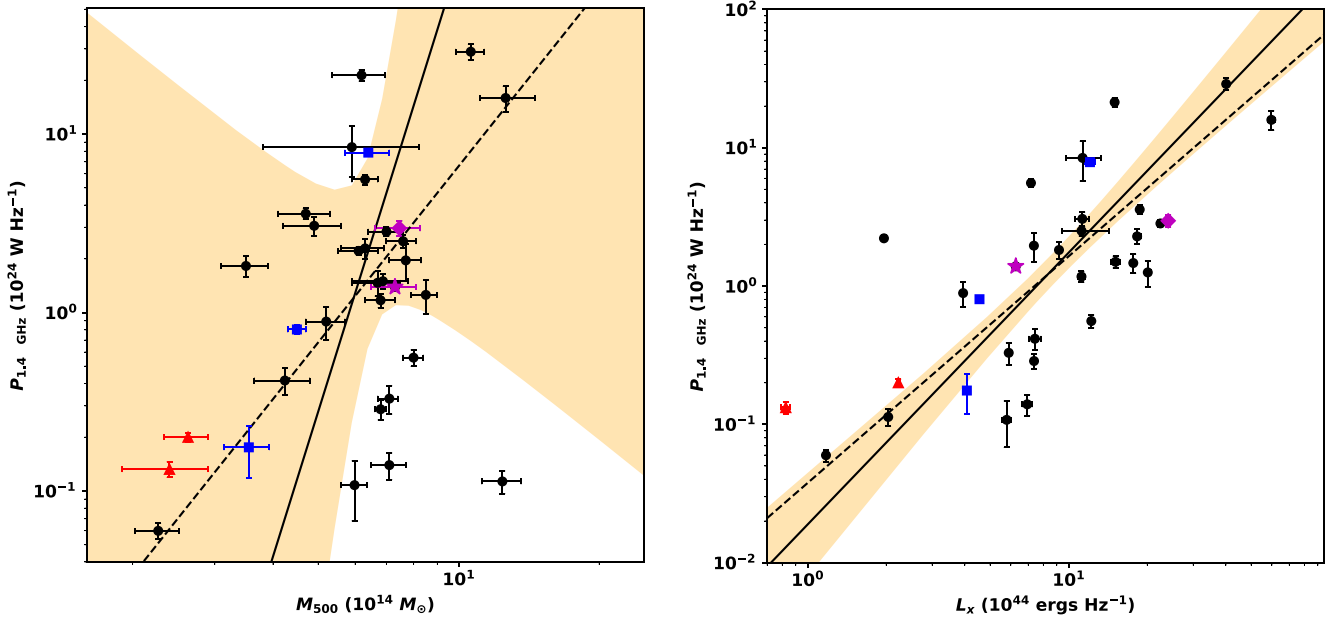 P₁.₄ GHz (10²⁴ W Hz⁻¹)
10¹
10⁰
10⁻¹
10¹
M₅₀₀ (10¹⁴ M☉)
P₁.₄ GHz (10²⁴ W Hz⁻¹)
10²
10¹
10⁰
10⁻¹
10⁻²
10⁰ 10¹
Lₓ (10⁴⁴ ergs Hz⁻¹)